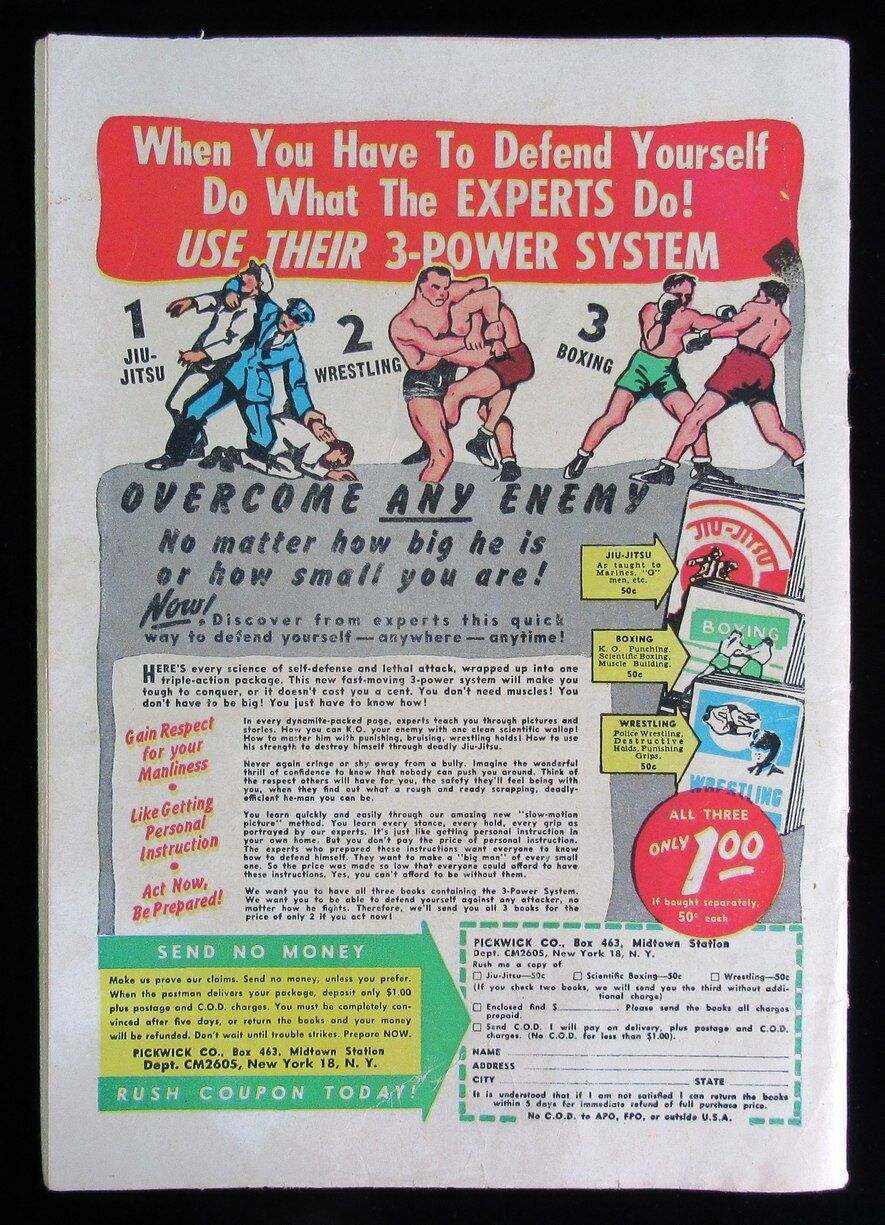 When You Have To Defend Yourself
Do What The EXPERTS Do!
USE THEIR 3-POWER SYSTEM
1
JIU-
JITSU
2
WRESTLING
3
BOXING
OVERCOME ANY ENEMY
No matter how big he is
or how small you are!
Now! Discover from experts this quick
way to defend yourself — anywhere — anytime!
JIU-JITSU
As taught to
Marines, "G"
men, etc.
50c
BOXING
K. O. Punching,
Scientific Boxing,
Muscle Building.
50c
WRESTLING
Police Wrestling,
Destructive
Holds, Punishing
Grips.
50c
JIU-JITSU
BOXING
WRESTLING
ALL THREE
ONLY 1.00
If bought separately,
50c each
HERE'S every science of self-defense and lethal attack, wrapped up into one
triple-action package. This new fast-moving 3-power system will make you
tough to conquer, or it doesn't cost you a cent. You don't need muscles! You
don't have to be big! You just have to know how!
Gain Respect
for your
Manliness
•
Like Getting
Personal
Instruction
•
Act Now,
Be Prepared!
In every dynamite-packed page, experts teach you through pictures and
stories. How you can K.O. your enemy with one clean scientific wallop!
How to master him with punishing, bruising, wrestling holds! How to use
his strength to destroy himself through deadly Jiu-Jitsu.
Never again cringe or shy away from a bully. Imagine the wonderful
thrill of confidence to know that nobody can push you around. Think of
the respect others will have for you, the safety they'll feel being with
you, when they find out what a rough and ready scrapping, deadly-
efficient he-man you can be.
You learn quickly and easily through our amazing new "slow-motion
picture" method. You learn every stance, every hold, every grip as
portrayed by our experts. It's just like getting personal instruction in
your own home. But you don't pay the price of personal instruction.
The experts who prepared these instructions want everyone to know
how to defend himself. They want to make a "big man" of every small
one. So the price was made so low that everyone could afford to have
these instructions. Yes, you can't afford to be without them.
We want you to have all three books containing the 3-Power System.
We want you to be able to defend yourself against any attacker, no
matter how he fights. Therefore, we'll send you all 3 books for the
price of only 2 if you act now!
SEND NO MONEY
Make us prove our claims. Send no money, unless you prefer.
When the postman delivers your package, deposit only $1.00
plus postage and C.O.D. charges. You must be completely con-
vinced after five days, or return the books and your money
will be refunded. Don't wait until trouble strikes. Prepare NOW.
PICKWICK CO., Box 463, Midtown Station
Dept. CM2605, New York 18, N. Y.
RUSH COUPON TODAY!
PICKWICK CO., Box 463, Midtown Station
Dept. CM2605, New York 18, N. Y.
Rush me a copy of
□ Jiu-Jitsu—50c □ Scientific Boxing—50c □ Wrestling—50c
(If you check two books, we will send you the third without addi-
tional charge)
□ Enclosed find $________. Please send the books all charges
prepaid.
□ Send C.O.D. I will pay on delivery, plus postage and C.O.D.
charges. (No C.O.D. for less than $1.00).
NAME
ADDRESS
CITY STATE
It is understood that if I am not satisfied I can return the books
within 5 days for immediate refund of full purchase price.
No C.O.D. to APO, FPO, or outside U.S.A.